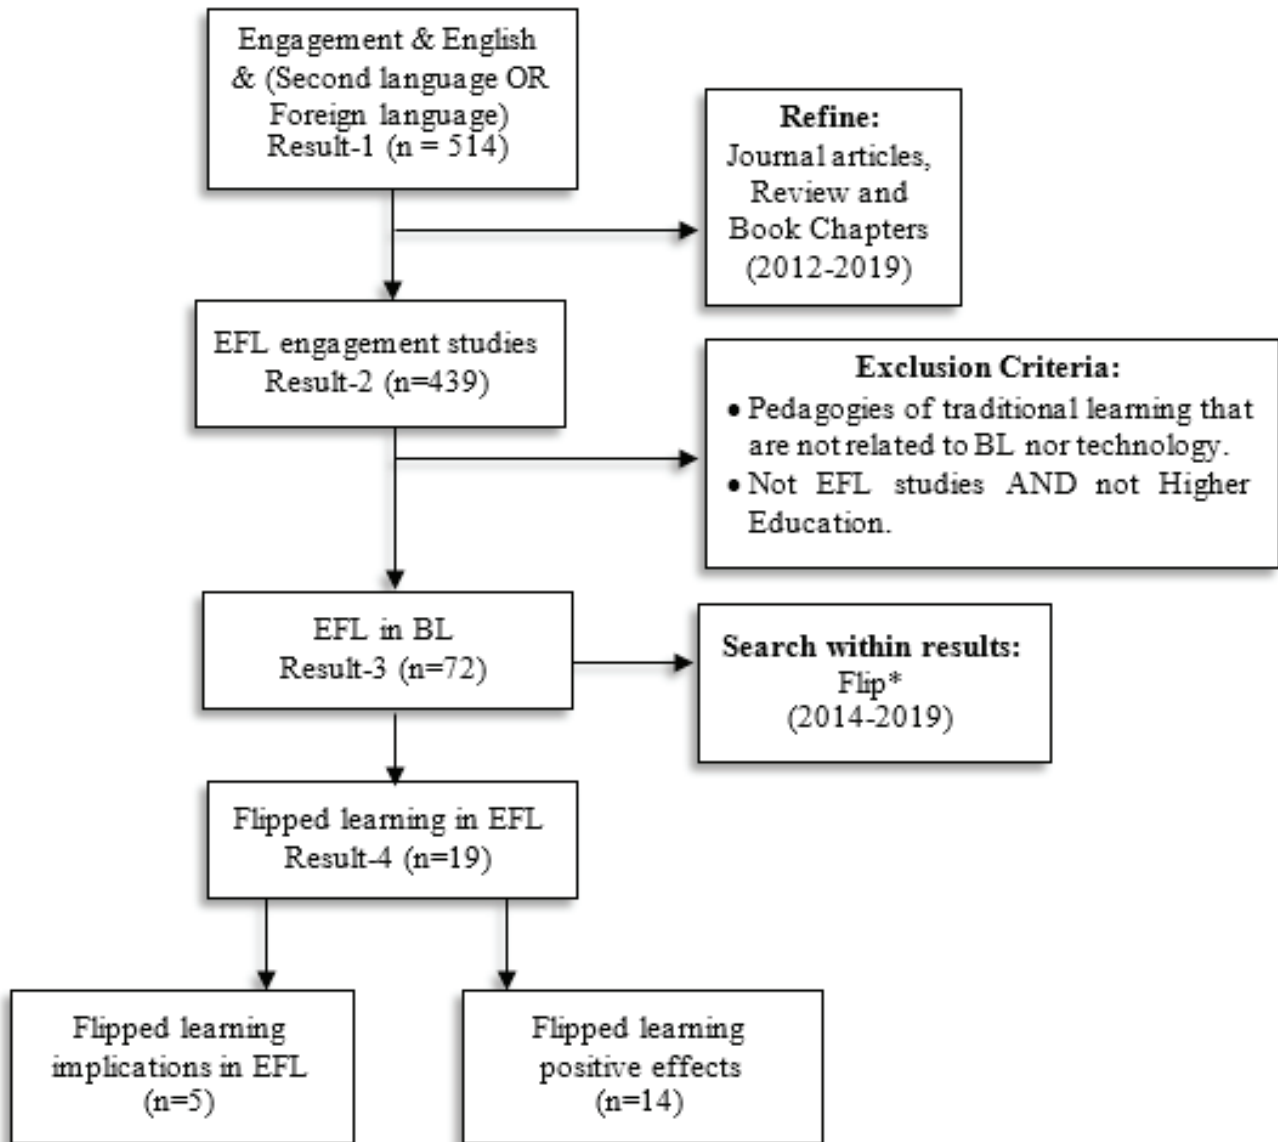 Engagement & English
& (Second language OR
Foreign language)
Result-1 (n = 514)
Refine:
Journal articles,
Review and
Book Chapters
(2012-2019)
EFL engagement studies
Result-2 (n=439)
Exclusion Criteria:
• Pedagogies of traditional learning that
are not related to BL nor technology.
• Not EFL studies AND not Higher
Education.
EFL in BL
Result-3 (n=72)
Search within results:
Flip*
(2014-2019)
Flipped learning in EFL
Result-4 (n=19)
Flipped learning
implications in EFL
(n=5)
Flipped learning
positive effects
(n=14)